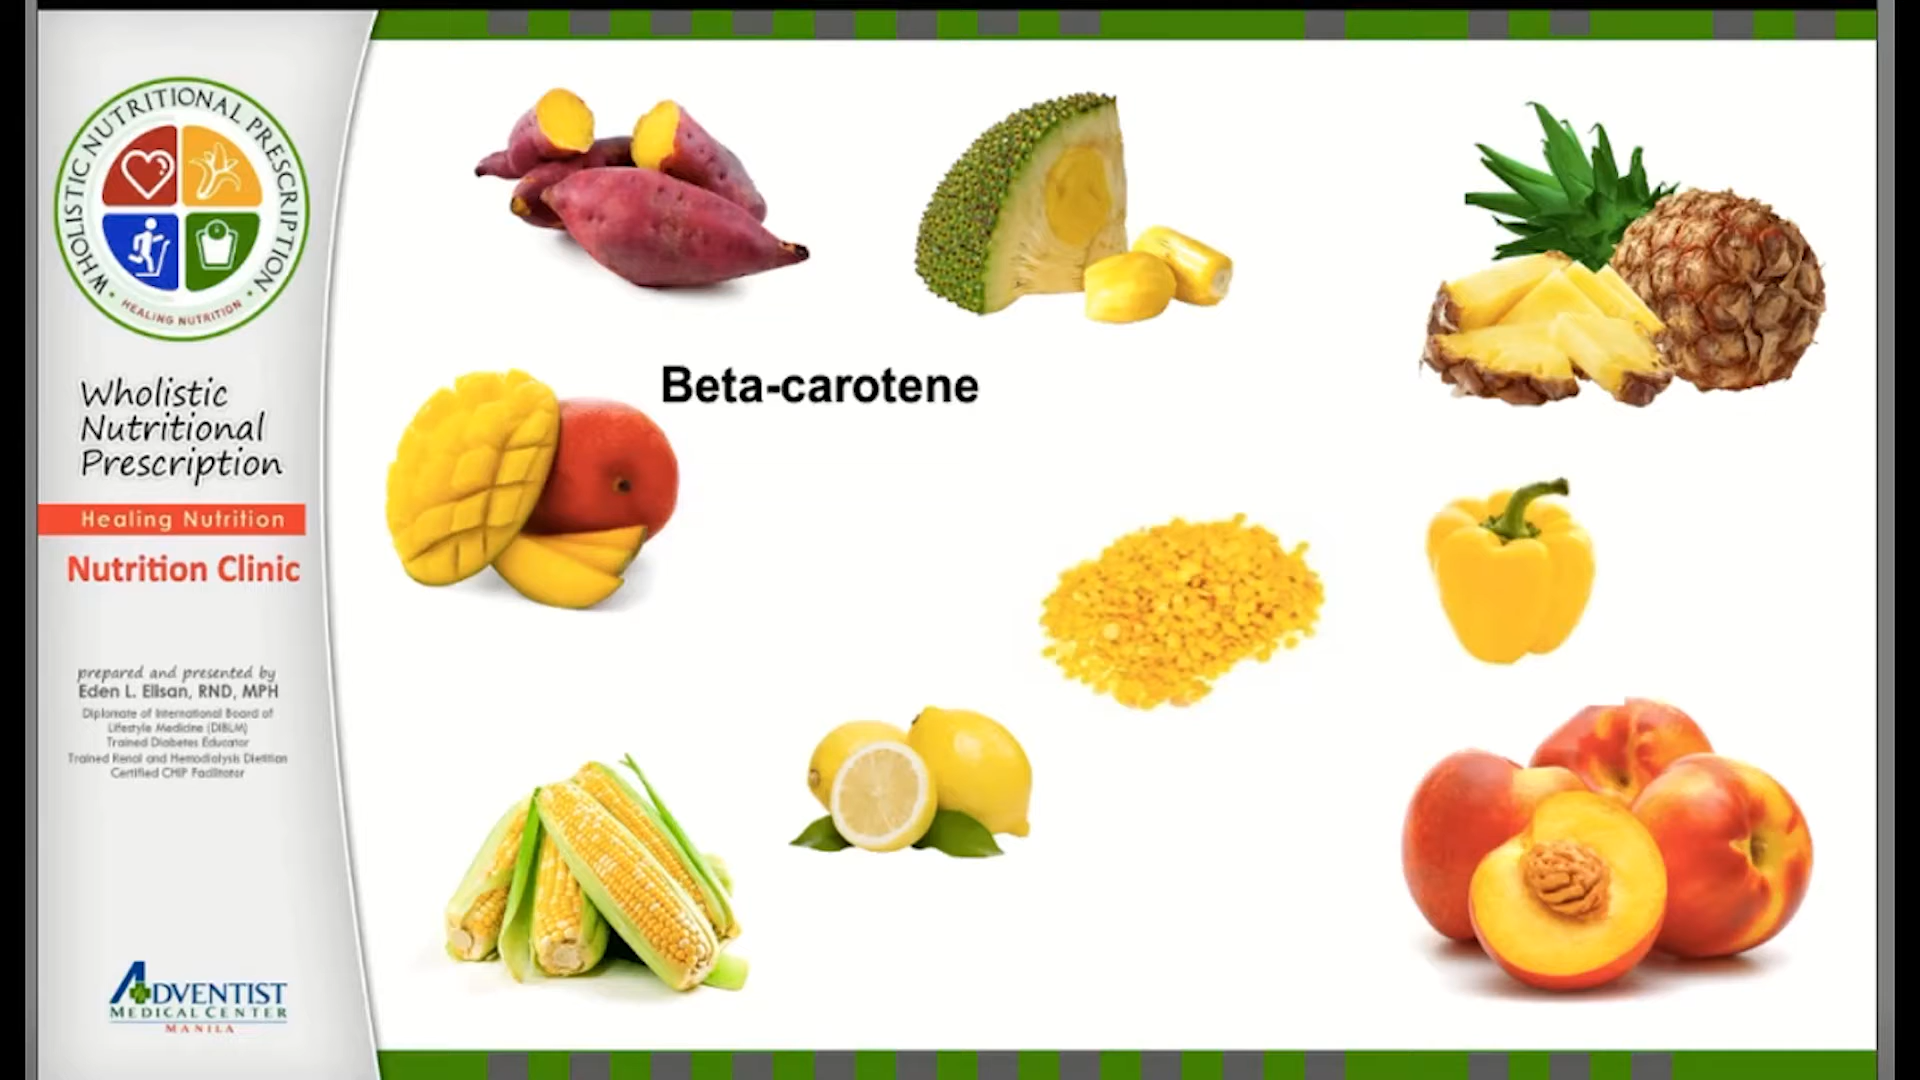 WHOLISTIC NUTRITIONAL PRESCRIPTION
HEALING NUTRITION
Wholistic
Nutritional
Prescription
Healing Nutrition
Nutrition Clinic
prepared and presented by
Eden L. Elisan, RND, MPH
Diplomate of International Board of
Lifestyle Medicine (DIBLM)
Trained Diabetes Educator
Trained Renal and Hemodialysis Dietitian
Certified CHIP Facilitator
ADVENTIST
MEDICAL CENTER
MANILA
Beta-carotene